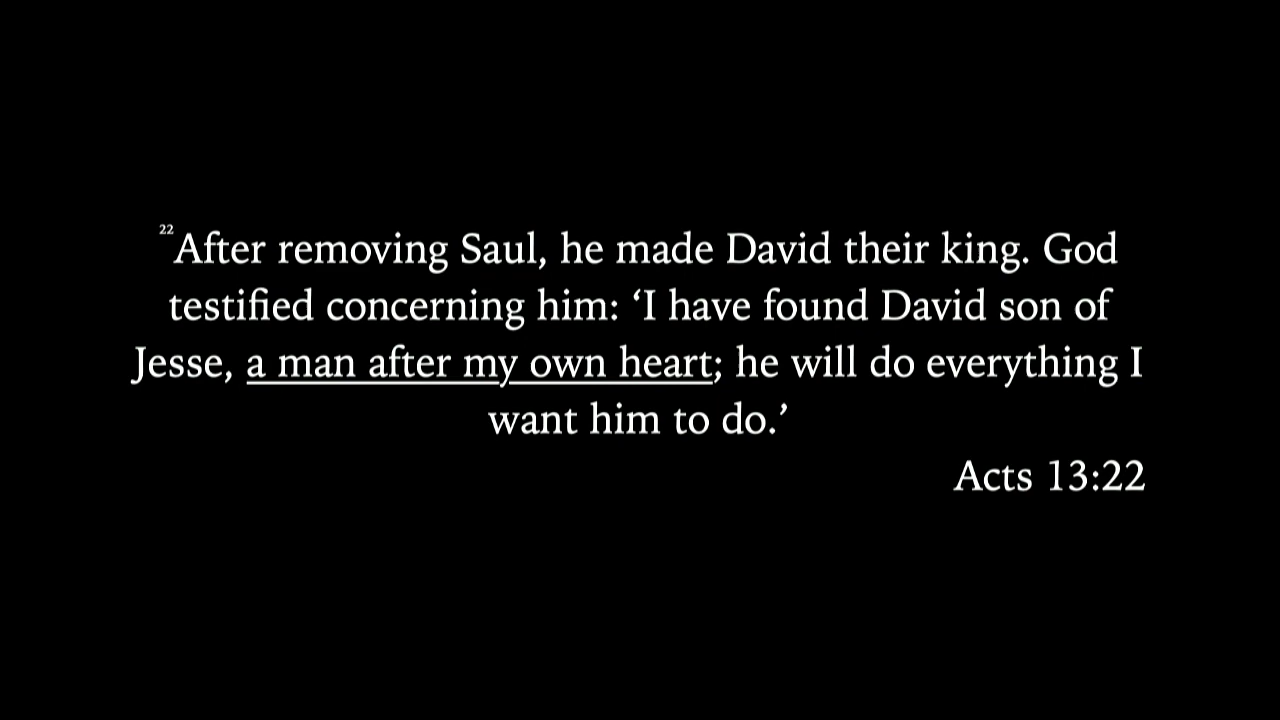 22After removing Saul, he made David their king. God
testified concerning him: ‘I have found David son of
Jesse, a man after my own heart; he will do everything I
want him to do.’
Acts 13:22